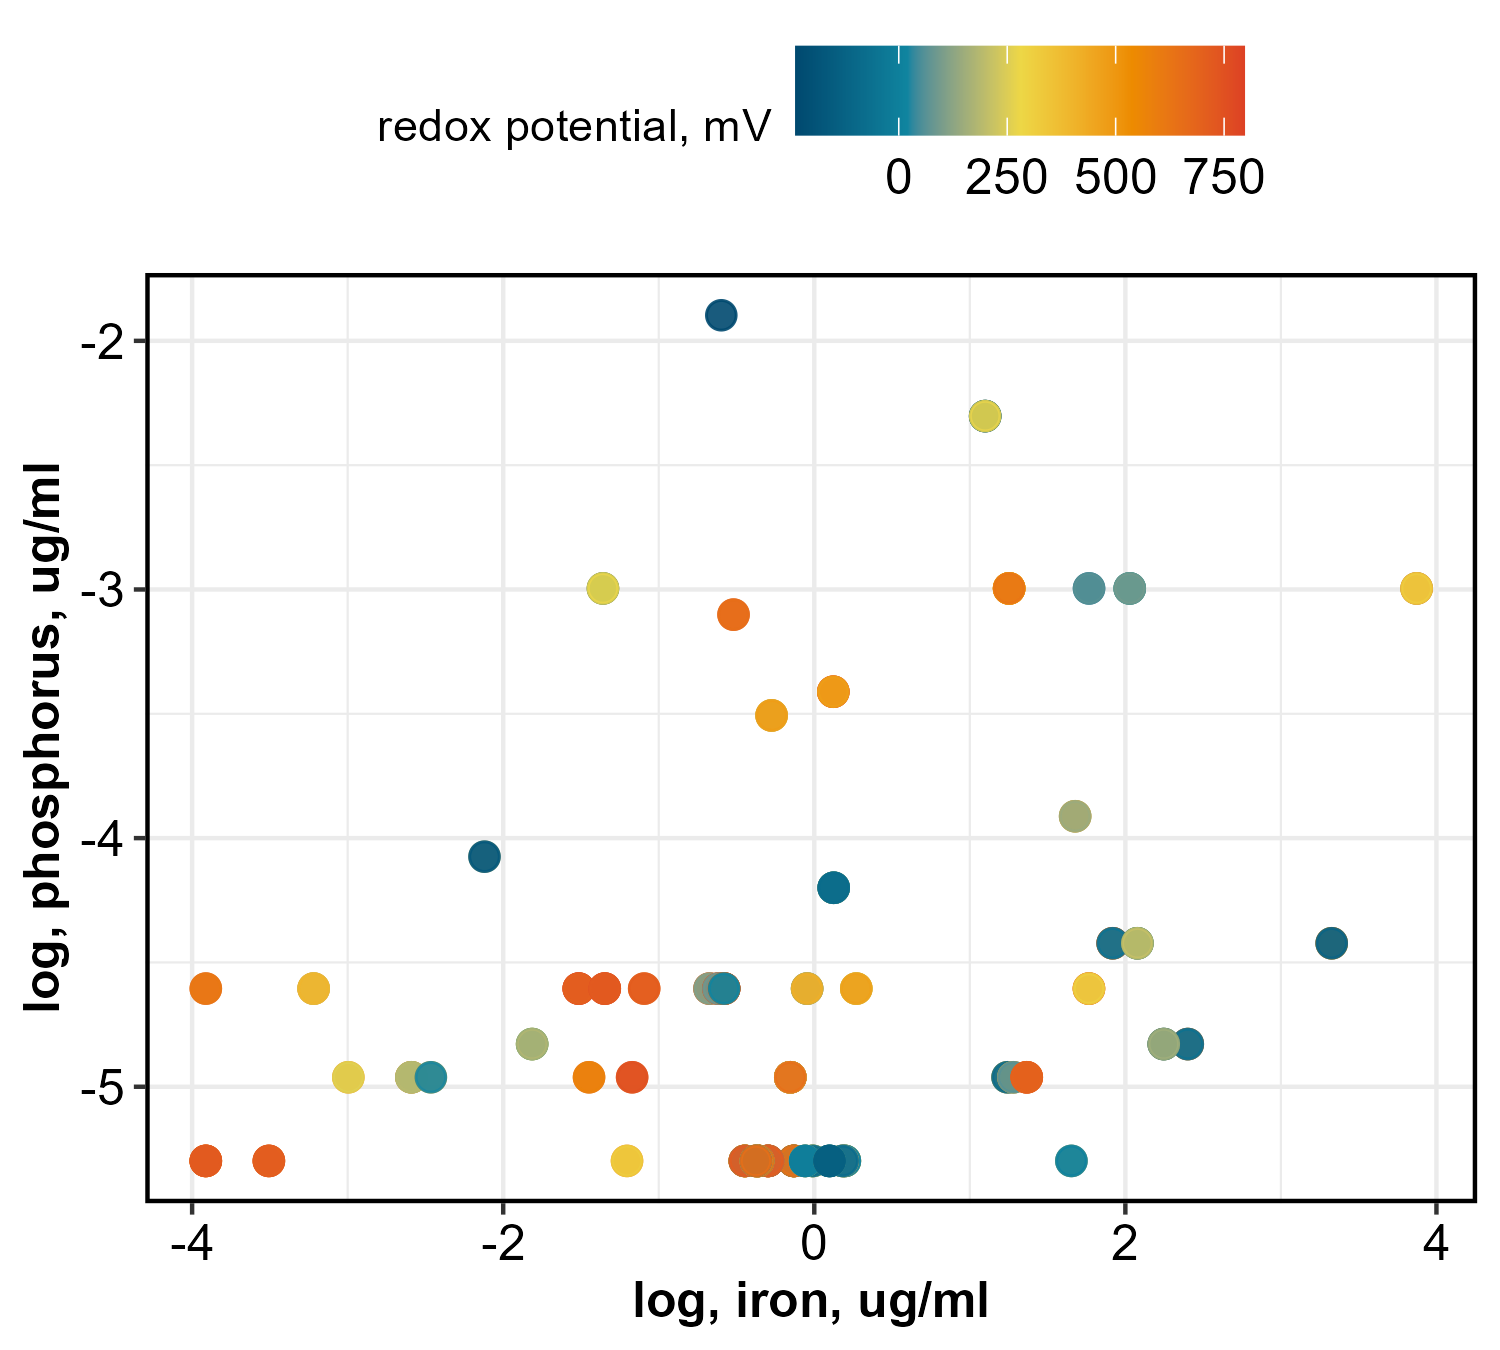 redox potential, mV
0 250 500 750
log, phosphorus, ug/ml
-2
-3
-4
-5
-4 -2 0 2 4
log, iron, ug/ml